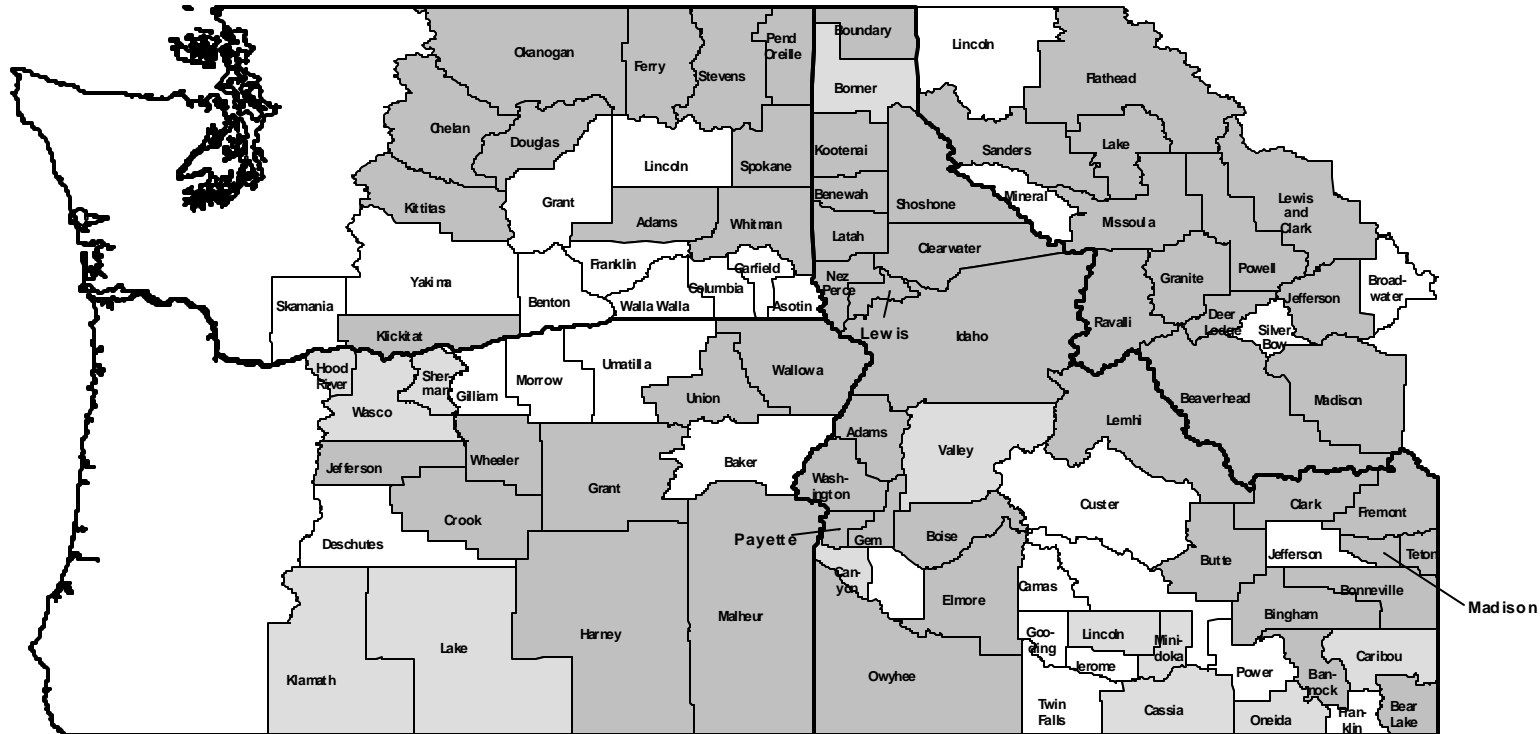 Okanogan
Ferry
Stevens
Pend
Oreille
Boundary
Bonner
Lincoln
Flathead
Chelan
Douglas
Lincoln
Spokane
Kootenai
Sanders
Lake
Kittitas
Grant
Adams
Whitman
Benewah
Shoshone
Mineral
Missoula
Lewis
and
Clark
Latah
Clearwater
Yakima
Franklin
Garfield
Columbia
Nez
Perce
Granite
Powell
Broad-
water
Skamania
Benton
Walla Walla
Asotin
Jefferson
Klickitat
Lewis
Idaho
Ravalli
Deer
Lodge
Silver
Bow
Hood
River
Sher-
man
Gilliam
Morrow
Umatilla
Wallowa
Wasco
Union
Beaverhead
Madison
Lemhi
Adams
Valley
Jefferson
Wheeler
Baker
Grant
Wash-
ington
Custer
Clark
Fremont
Crook
Deschutes
Payette
Gem
Boise
Butte
Jefferson
Teton
Can-
yon
Elmore
Camas
Bonneville
Madison
Bingham
Malheur
Harney
Lake
Klamath
Goo-
ding
Lincoln
Mini-
doka
Jerome
Power
Caribou
Owyhee
Ban-
nock
Twin
Falls
Cassia
Oneida
Fran-
klin
Bear
Lake